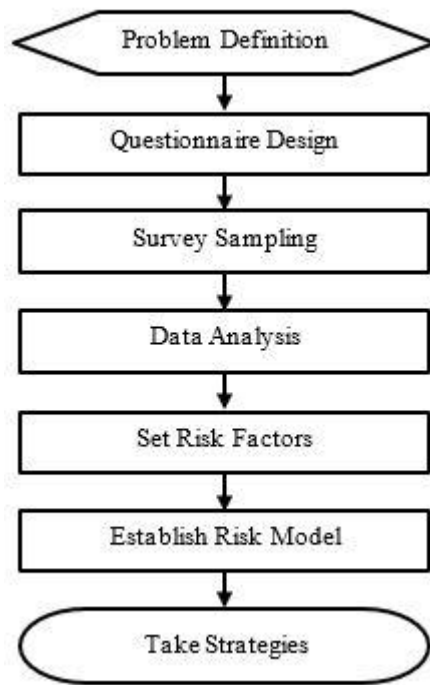 Problem Definition
Questionnaire Design
Survey Sampling
Data Analysis
Set Risk Factors
Establish Risk Model
Take Strategies